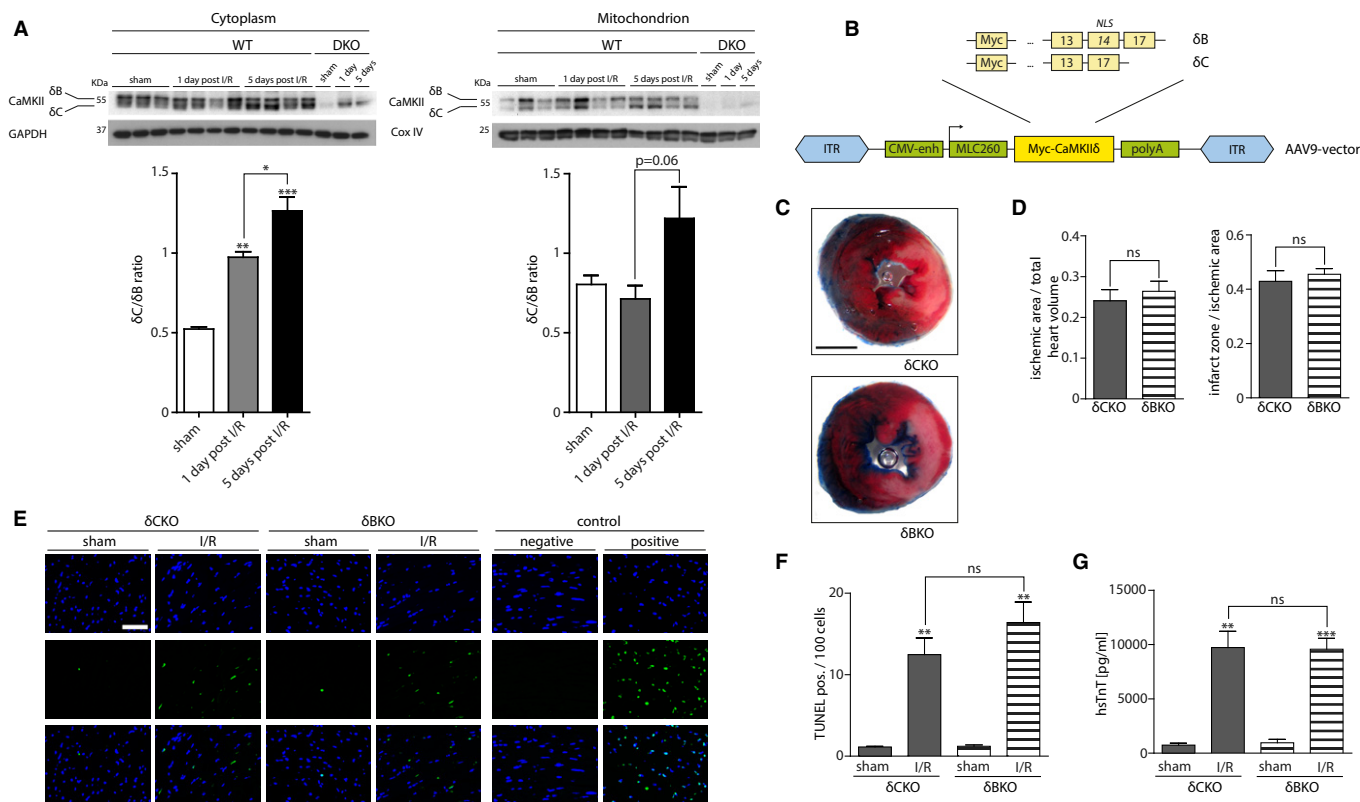 A
Cytoplasm
WT
DKO
sham
1 day post I/R
5 days post I/R
sham
1 day
5 days
KDa
CaMKII
δB
δC
55
GAPDH
37
δC/δB ratio
1.5
1
0.5
0
*
**
***
sham
1 day post I/R
5 days post I/R
Mitochondrion
WT
DKO
sham
1 day post I/R
5 days post I/R
sham
1 day
5 days
KDa
CaMKII
δB
δC
55
Cox IV
25
p=0.06
δC/δB ratio
1.5
1
0.5
0
sham
1 day post I/R
5 days post I/R
B
NLS
Myc ... 13 14 17 δB
Myc ... 13 17 δC
ITR CMV-enh MLC260 Myc-CaMKIIδ polyA ITR AAV9-vector
C
δCKO
δBKO
D
ischemic area / total
heart volume
0.4
0.3
0.2
0.1
0
ns
δCKO δBKO
infarct zone / ischemic area
0.6
0.4
0.2
0
ns
δCKO δBKO
E
δCKO δBKO control
sham I/R sham I/R negative positive
F
TUNEL pos. / 100 cells
20
10
0
ns
**
**
sham I/R sham I/R
δCKO δBKO
G
hsTnT [pg/ml]
15000
10000
5000
0
ns
**
***
sham I/R sham I/R
δCKO δBKO